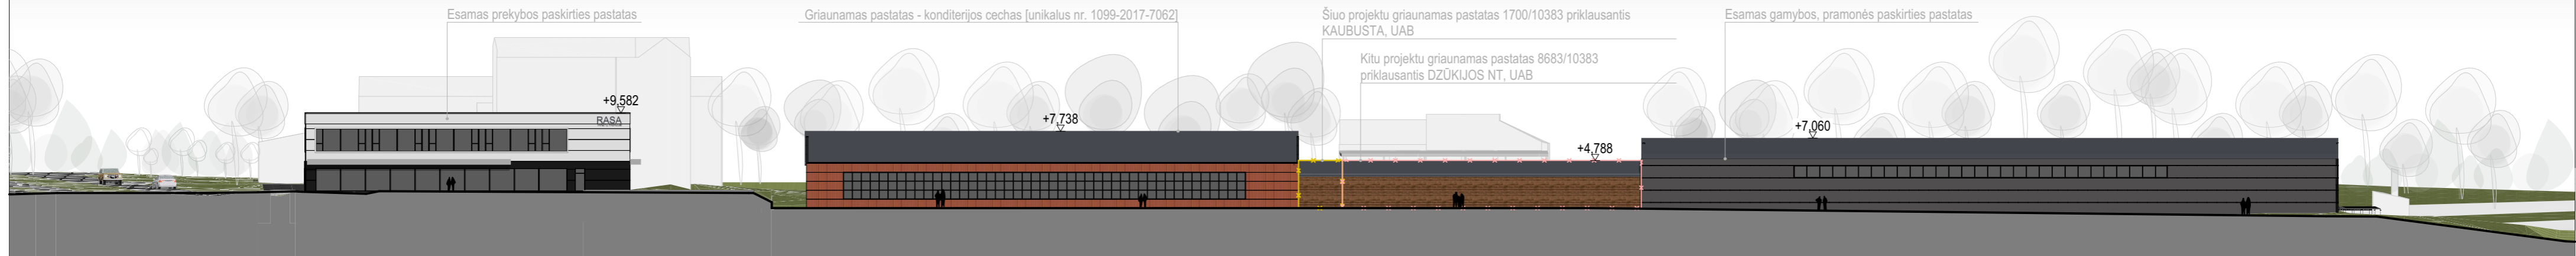 Esamas prekybos paskirties pastatas
Griaunamas pastatas - konditerijos cechas [unikalus nr. 1099-2017-7062]
Šiuo projektu griaunamas pastatas 1700/10383 priklausantis
KAUBUSTA, UAB
Kitu projektu griaunamas pastatas 8683/10383
priklausantis DZŪKIJOS NT, UAB
Esamas gamybos, pramonės paskirties pastatas
+9,582
RASA
+7,738
+4,788
+7,060